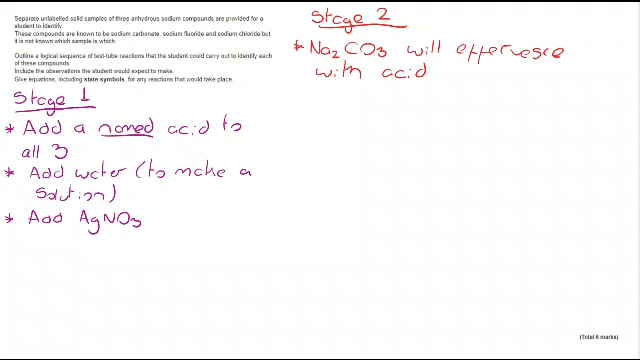 Separate unlabelled solid samples of three anhydrous sodium compounds are provided for a
student to identify.
These compounds are known to be sodium carbonate, sodium fluoride and sodium chloride but
it is not known which sample is which.
Outline a logical sequence of test-tube reactions that the student could carry out to identify each
of these compounds.
Include the observations the student would expect to make.
Give equations, including state symbols, for any reactions that would take place.
Stage 1
* Add a named acid to
all 3
* Add water (to make a
solution)
* Add AgNO3
Stage 2
* Na2CO3 will effervesce
with acid
(Total 6 marks)